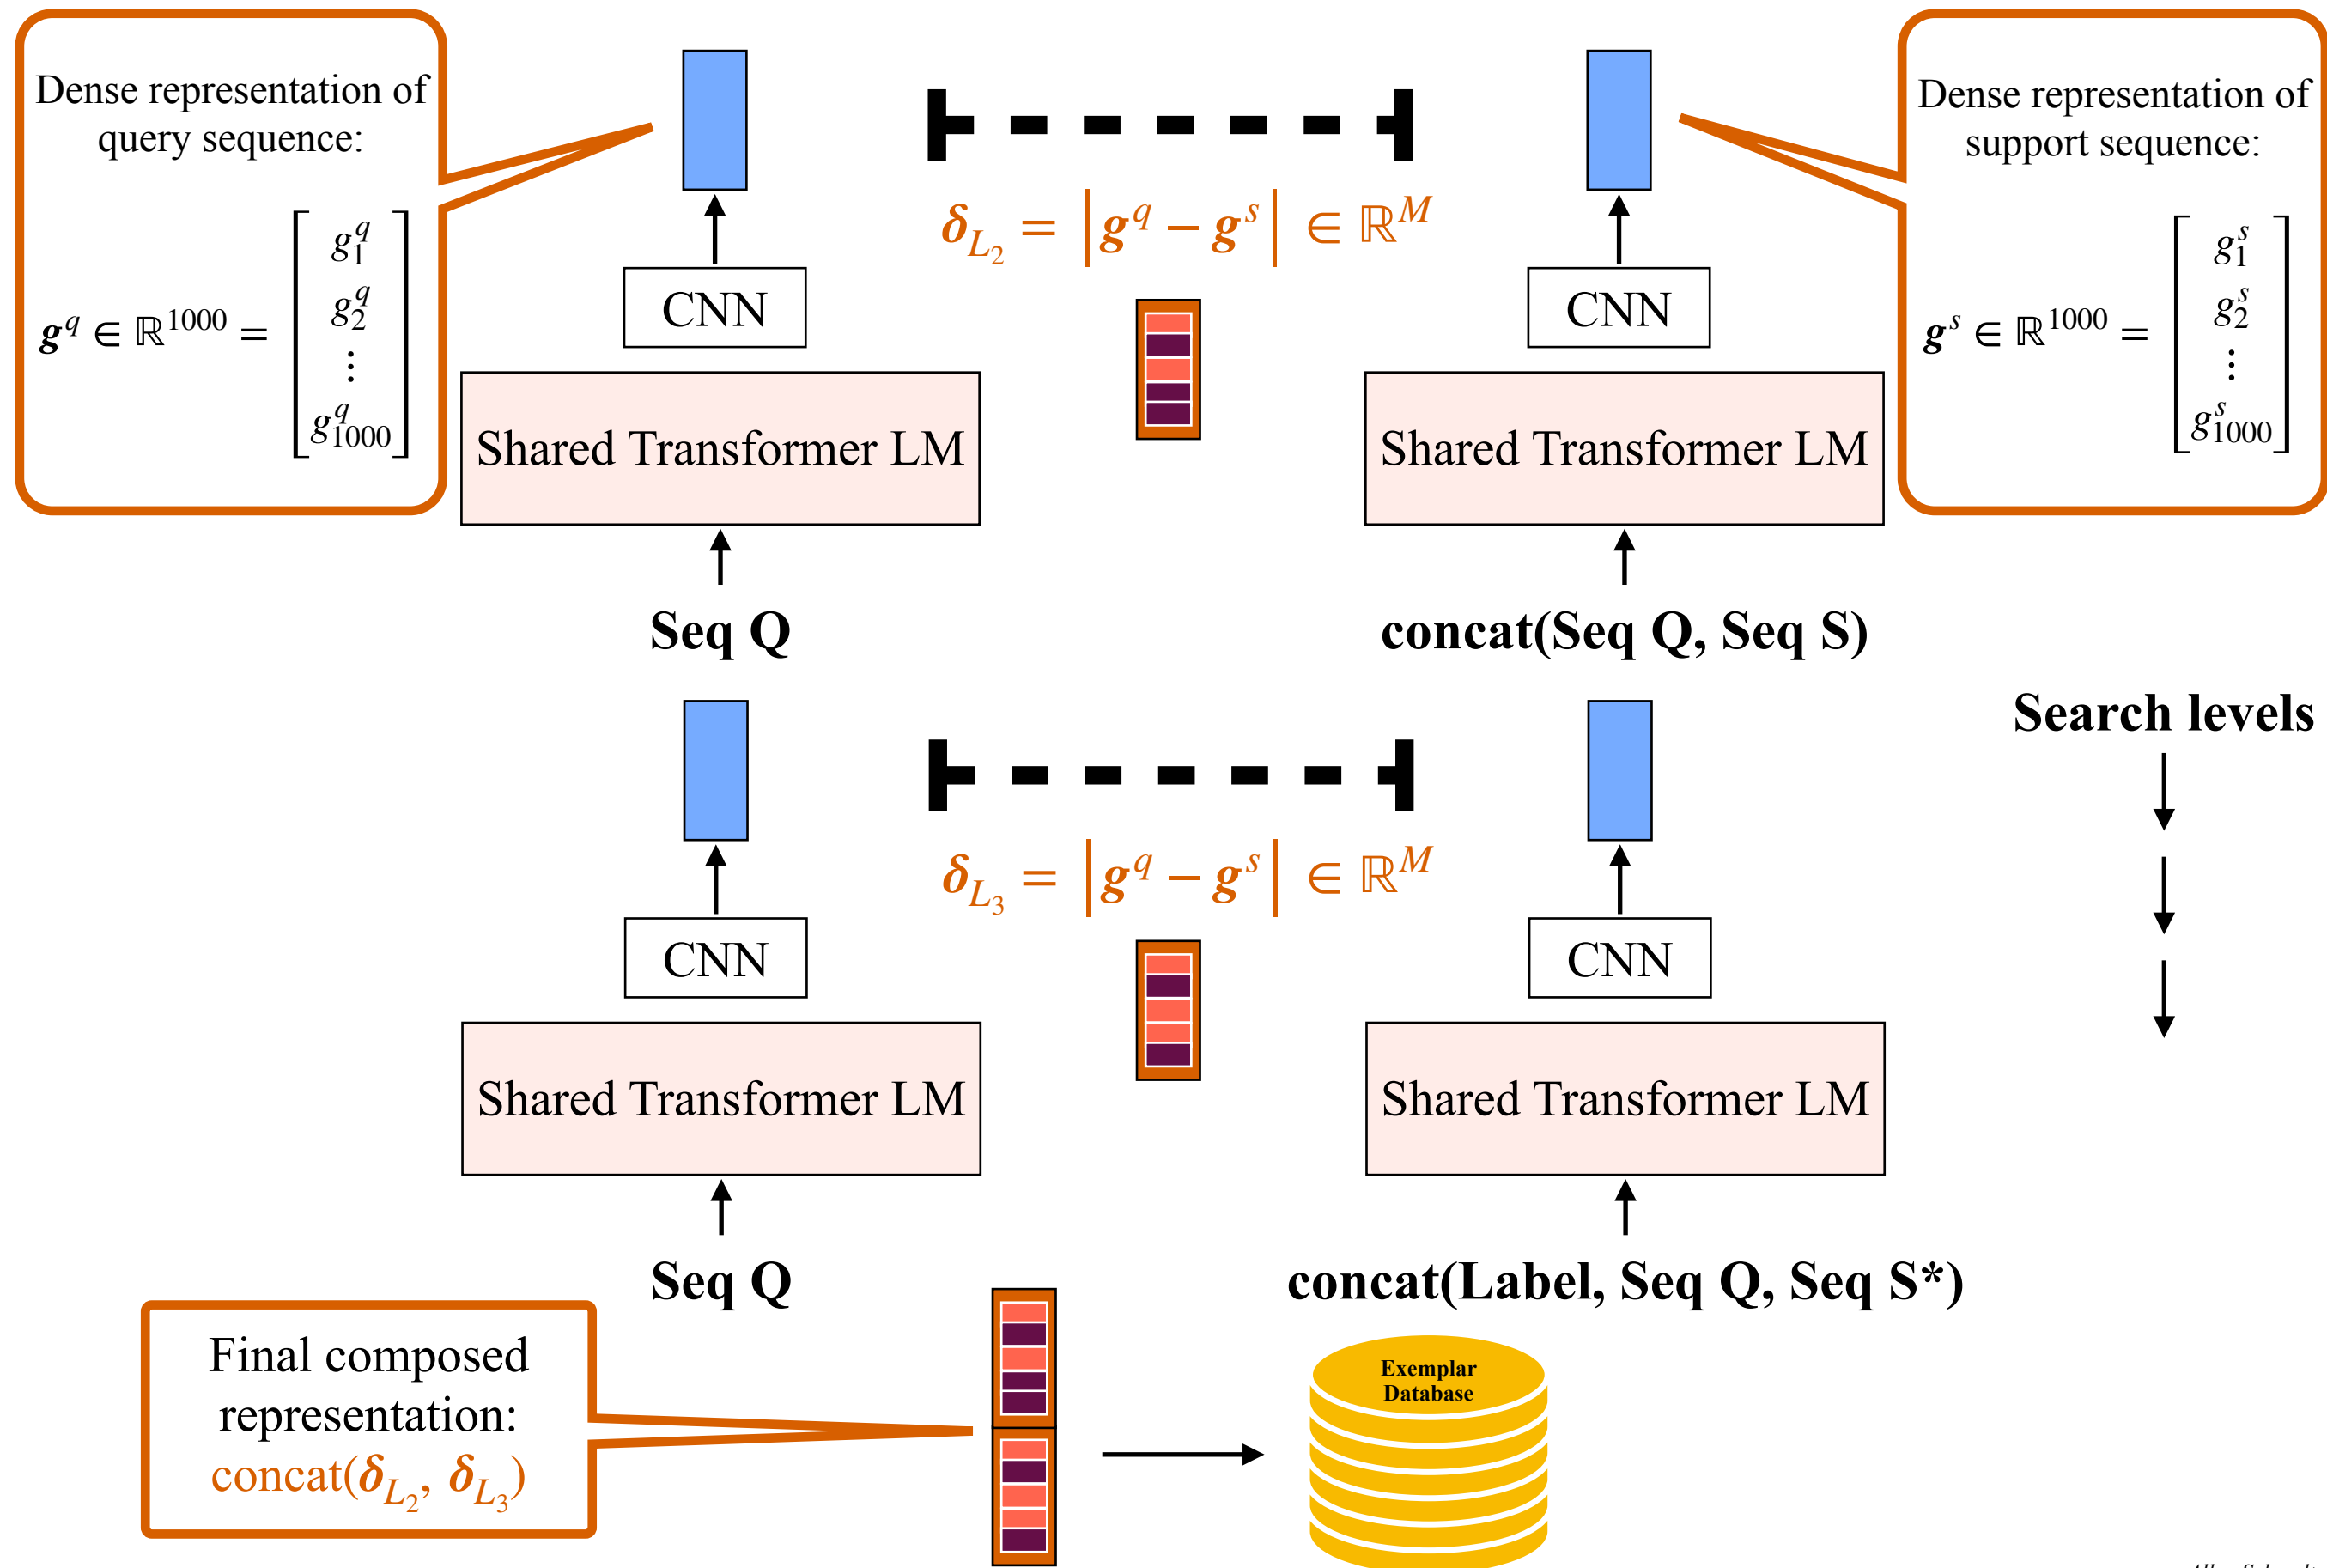 Dense representation of
query sequence:
g^q ∈ ℝ^1000 = [g_1^q g_2^q ⋮ g_1000^q]
CNN
Shared Transformer LM
Seq Q
δ_L₂ = |g^q − g^s| ∈ ℝ^M
CNN
Shared Transformer LM
concat(Seq Q, Seq S)
Dense representation of
support sequence:
g^s ∈ ℝ^1000 = [g_1^s g_2^s ⋮ g_1000^s]
Search levels
CNN
Shared Transformer LM
Seq Q
δ_L₃ = |g^q − g^s| ∈ ℝ^M
CNN
Shared Transformer LM
concat(Label, Seq Q, Seq S*)
Final composed
representation:
concat(δ_L₂, δ_L₃)
Exemplar
Database